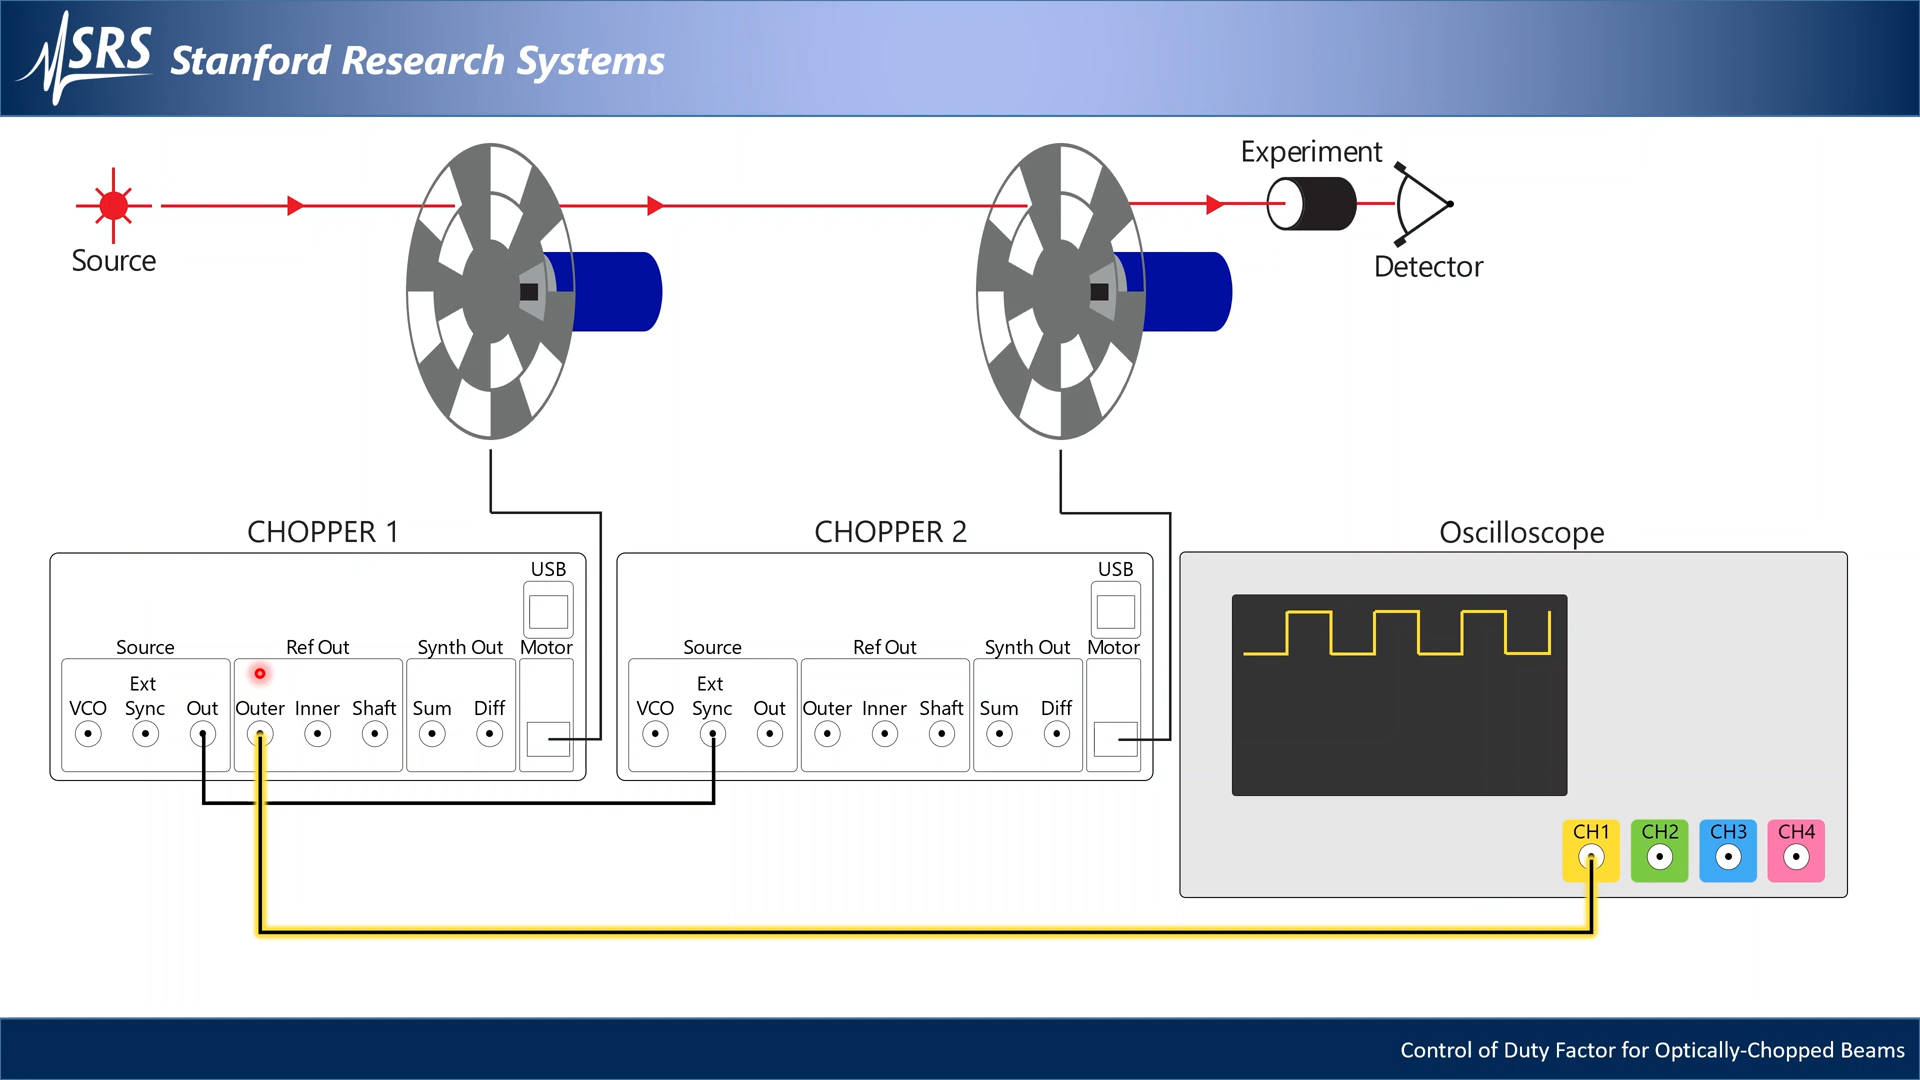 SRS Stanford Research Systems
Experiment
Source
Detector
CHOPPER 1
USB
Source
Ref Out
Synth Out
Motor
Ext
VCO Sync Out
Outer Inner Shaft
Sum Diff
CHOPPER 2
USB
Source
Ref Out
Synth Out
Motor
Ext
VCO Sync Out
Outer Inner Shaft
Sum Diff
Oscilloscope
CH1 CH2 CH3 CH4
Control of Duty Factor for Optically-Chopped Beams